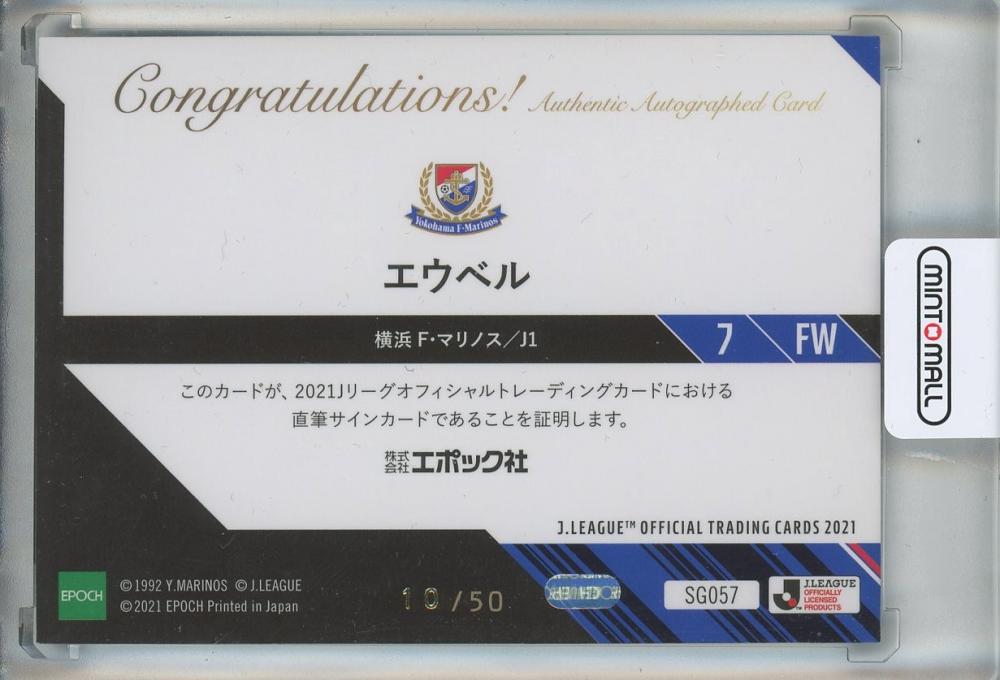 Congratulations! Authentic Autographed Card
Yokohama F·Marinos
エウベル
横浜 F・マリノス／J1
7
FW
このカードが、2021Jリーグオフィシャルトレーディングカードにおける
直筆サインカードであることを証明します。
株式会社エポック社
J.LEAGUE™ OFFICIAL TRADING CARDS 2021
EPOCH
©1992 Y.MARINOS ©J.LEAGUE
©2021 EPOCH Printed in Japan
10/50
SG057
J.LEAGUE
OFFICIALLY
LICENSED
PRODUCTS
MINTOMALL